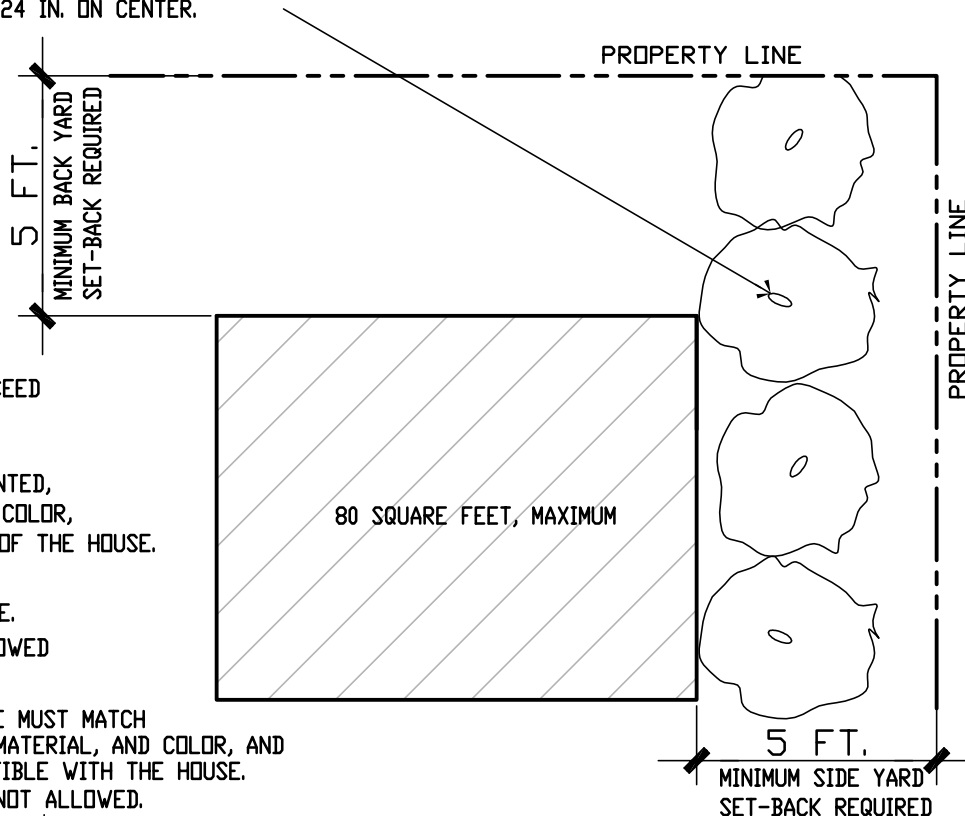 24 IN. ON CENTER.
PROPERTY LINE
5 FT.
MINIMUM BACK YARD
SET-BACK REQUIRED
PROPERTY LINE
NTED,
COLOR,
OF THE HOUSE.
80 SQUARE FEET, MAXIMUM
E.
OWED
MUST MATCH
MATERIAL, AND COLOR, AND
TIBLE WITH THE HOUSE.
NOT ALLOWED.
5 FT.
MINIMUM SIDE YARD
SET-BACK REQUIRED